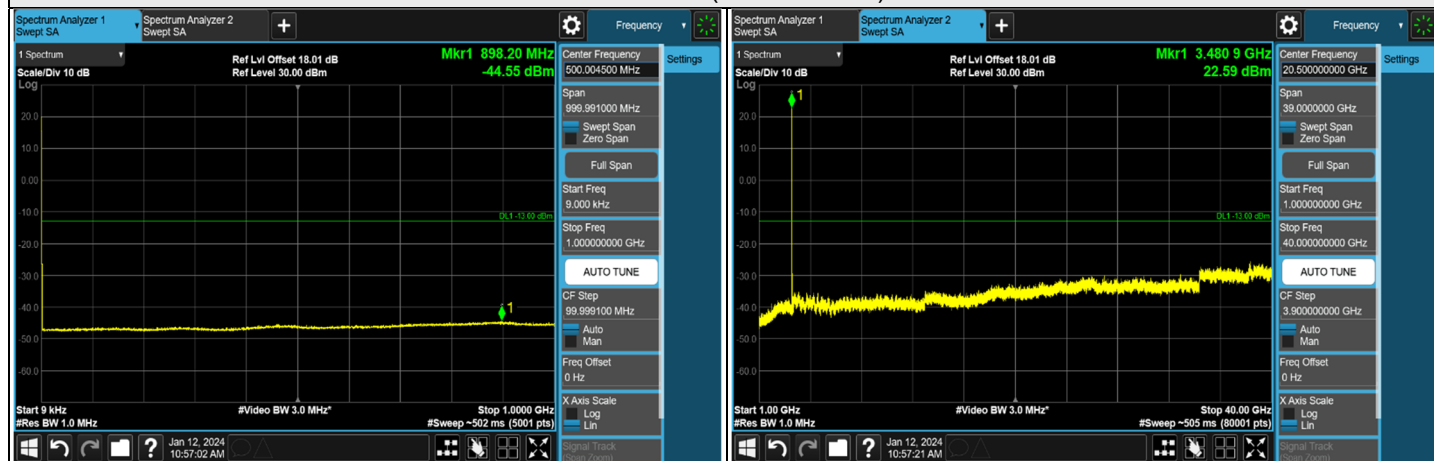 Spectrum Analyzer 1
Swept SA
Spectrum Analyzer 2
Swept SA
+
Frequency
1 Spectrum
Scale/Div 10 dB
Log
Ref Lvl Offset 18.01 dB
Ref Level 30.00 dBm
Mkr1 898.20 MHz
-44.55 dBm
1
20.0
10.0
0.00
-10.0
-20.0
-30.0
-40.0
-50.0
-60.0
DL1 -13.00 dBm
Start 9 kHz
#Res BW 1.0 MHz
#Video BW 3.0 MHz*
Stop 1.0000 GHz
#Sweep ~502 ms (5001 pts)
Center Frequency
500.004500 MHz
Settings
Span
999.991000 MHz
Swept Span
Zero Span
Full Span
Start Freq
9.000 kHz
Stop Freq
1.000000000 GHz
AUTO TUNE
CF Step
99.999100 MHz
Auto
Man
Freq Offset
0 Hz
X Axis Scale
Log
Lin
Signal Track
(Span Zoom)
?
Jan 12, 2024
10:57:02 AM
Spectrum Analyzer 1
Swept SA
Spectrum Analyzer 2
Swept SA
+
Frequency
1 Spectrum
Scale/Div 10 dB
Log
Ref Lvl Offset 18.01 dB
Ref Level 30.00 dBm
Mkr1 3.480 9 GHz
22.59 dBm
1
20.0
10.0
0.00
-10.0
-20.0
-30.0
-40.0
-50.0
-60.0
DL1 -13.00 dBm
Start 1.00 GHz
#Res BW 1.0 MHz
#Video BW 3.0 MHz*
Stop 40.00 GHz
#Sweep ~505 ms (80001 pts)
Center Frequency
20.500000000 GHz
Settings
Span
39.0000000 GHz
Swept Span
Zero Span
Full Span
Start Freq
1.000000000 GHz
Stop Freq
40.000000000 GHz
AUTO TUNE
CF Step
3.900000000 GHz
Auto
Man
Freq Offset
0 Hz
X Axis Scale
Log
Lin
Signal Track
(Span Zoom)
?
Jan 12, 2024
10:57:21 AM